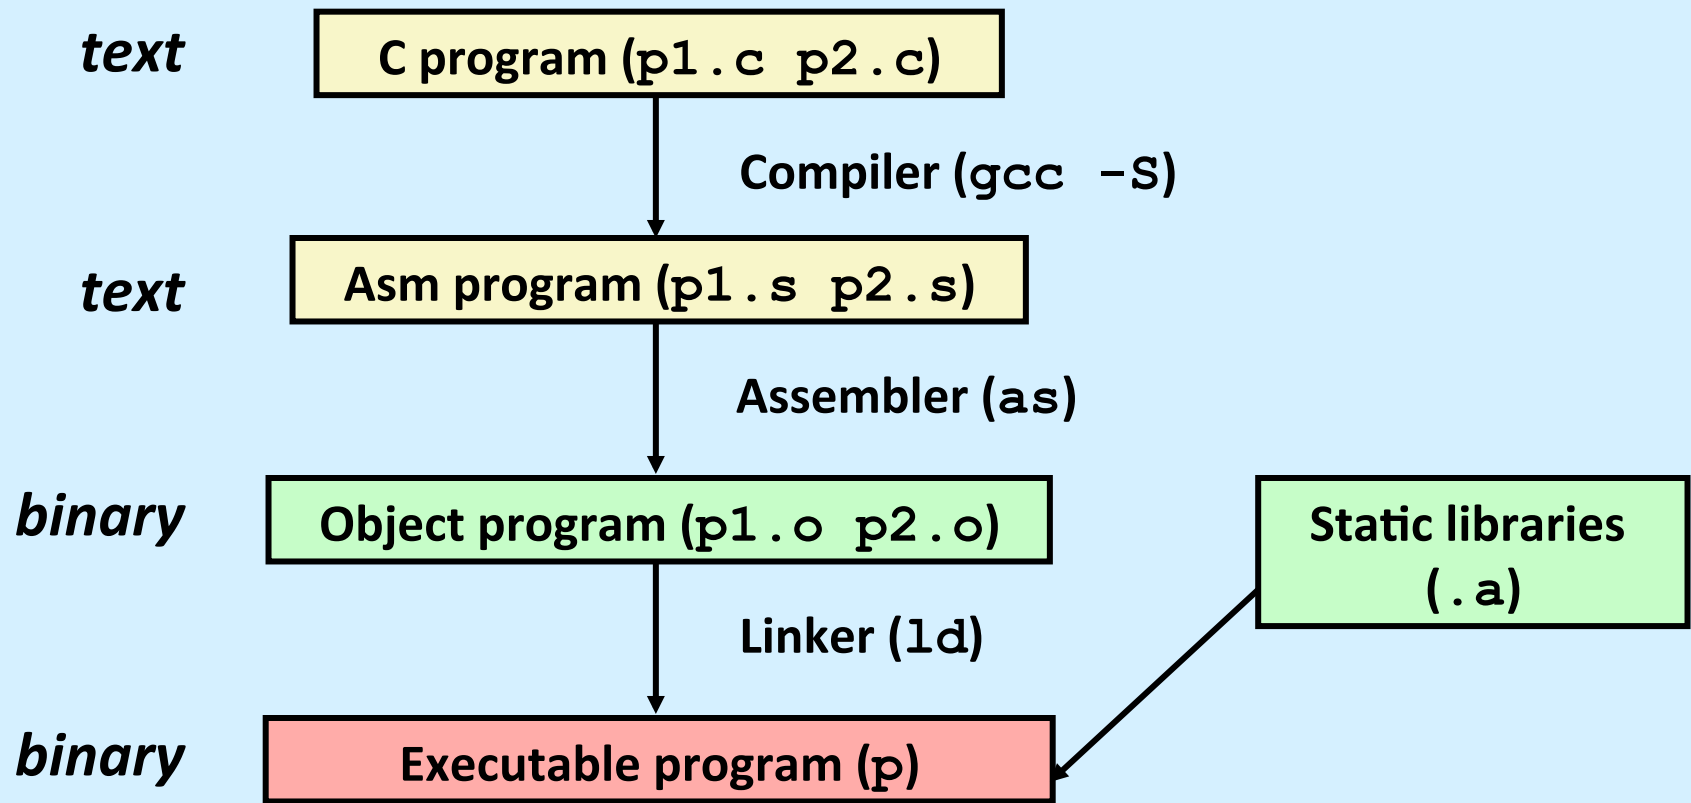 text
C program (p1.c p2.c)
Compiler (gcc -S)
text
Asm program (p1.s p2.s)
Assembler (as)
binary
Object program (p1.o p2.o)
Static libraries
(.a)
Linker (ld)
binary
Executable program (p)